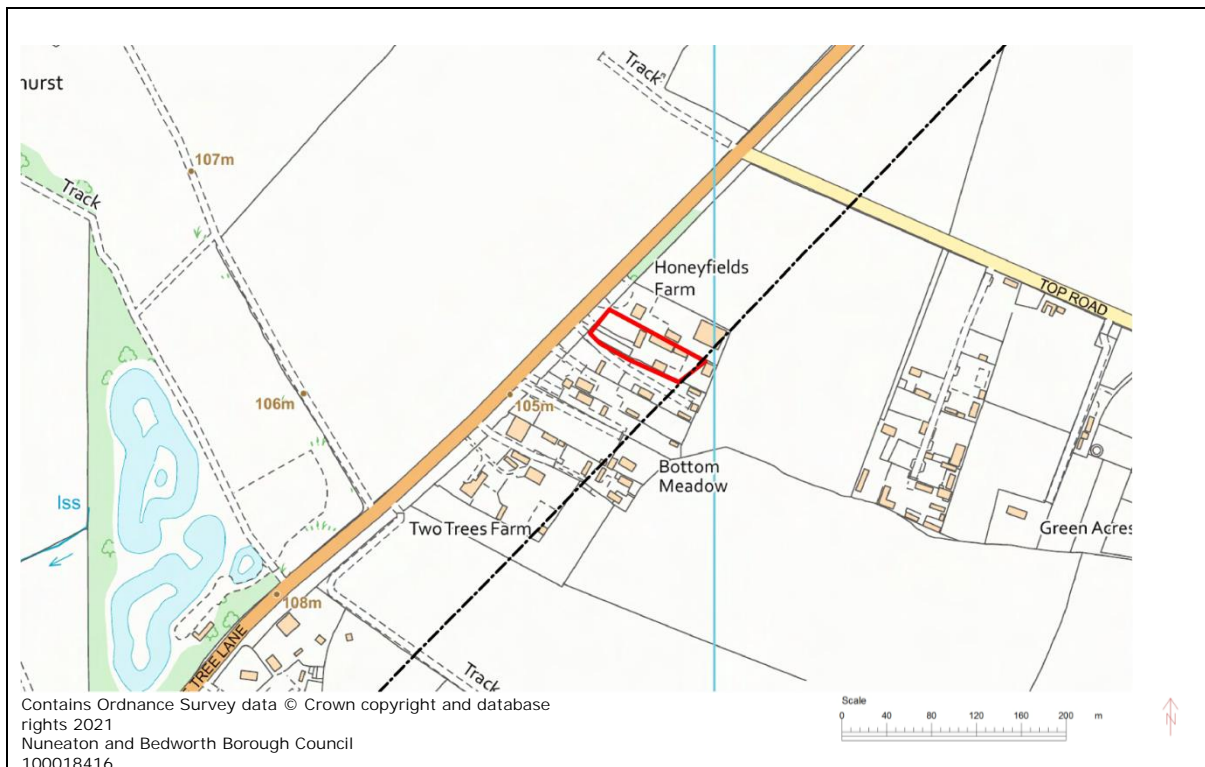 hurst
Track
107m
Track
Honeyfields
Farm
TOP ROAD
106m
105m
Bottom
Meadow
Iss
Two Trees Farm
Green Acres
108m
TREE LANE
Track
Contains Ordnance Survey data © Crown copyright and database
rights 2021
Nuneaton and Bedworth Borough Council
100018416
Scale
0 40 80 120 160 200 m
N